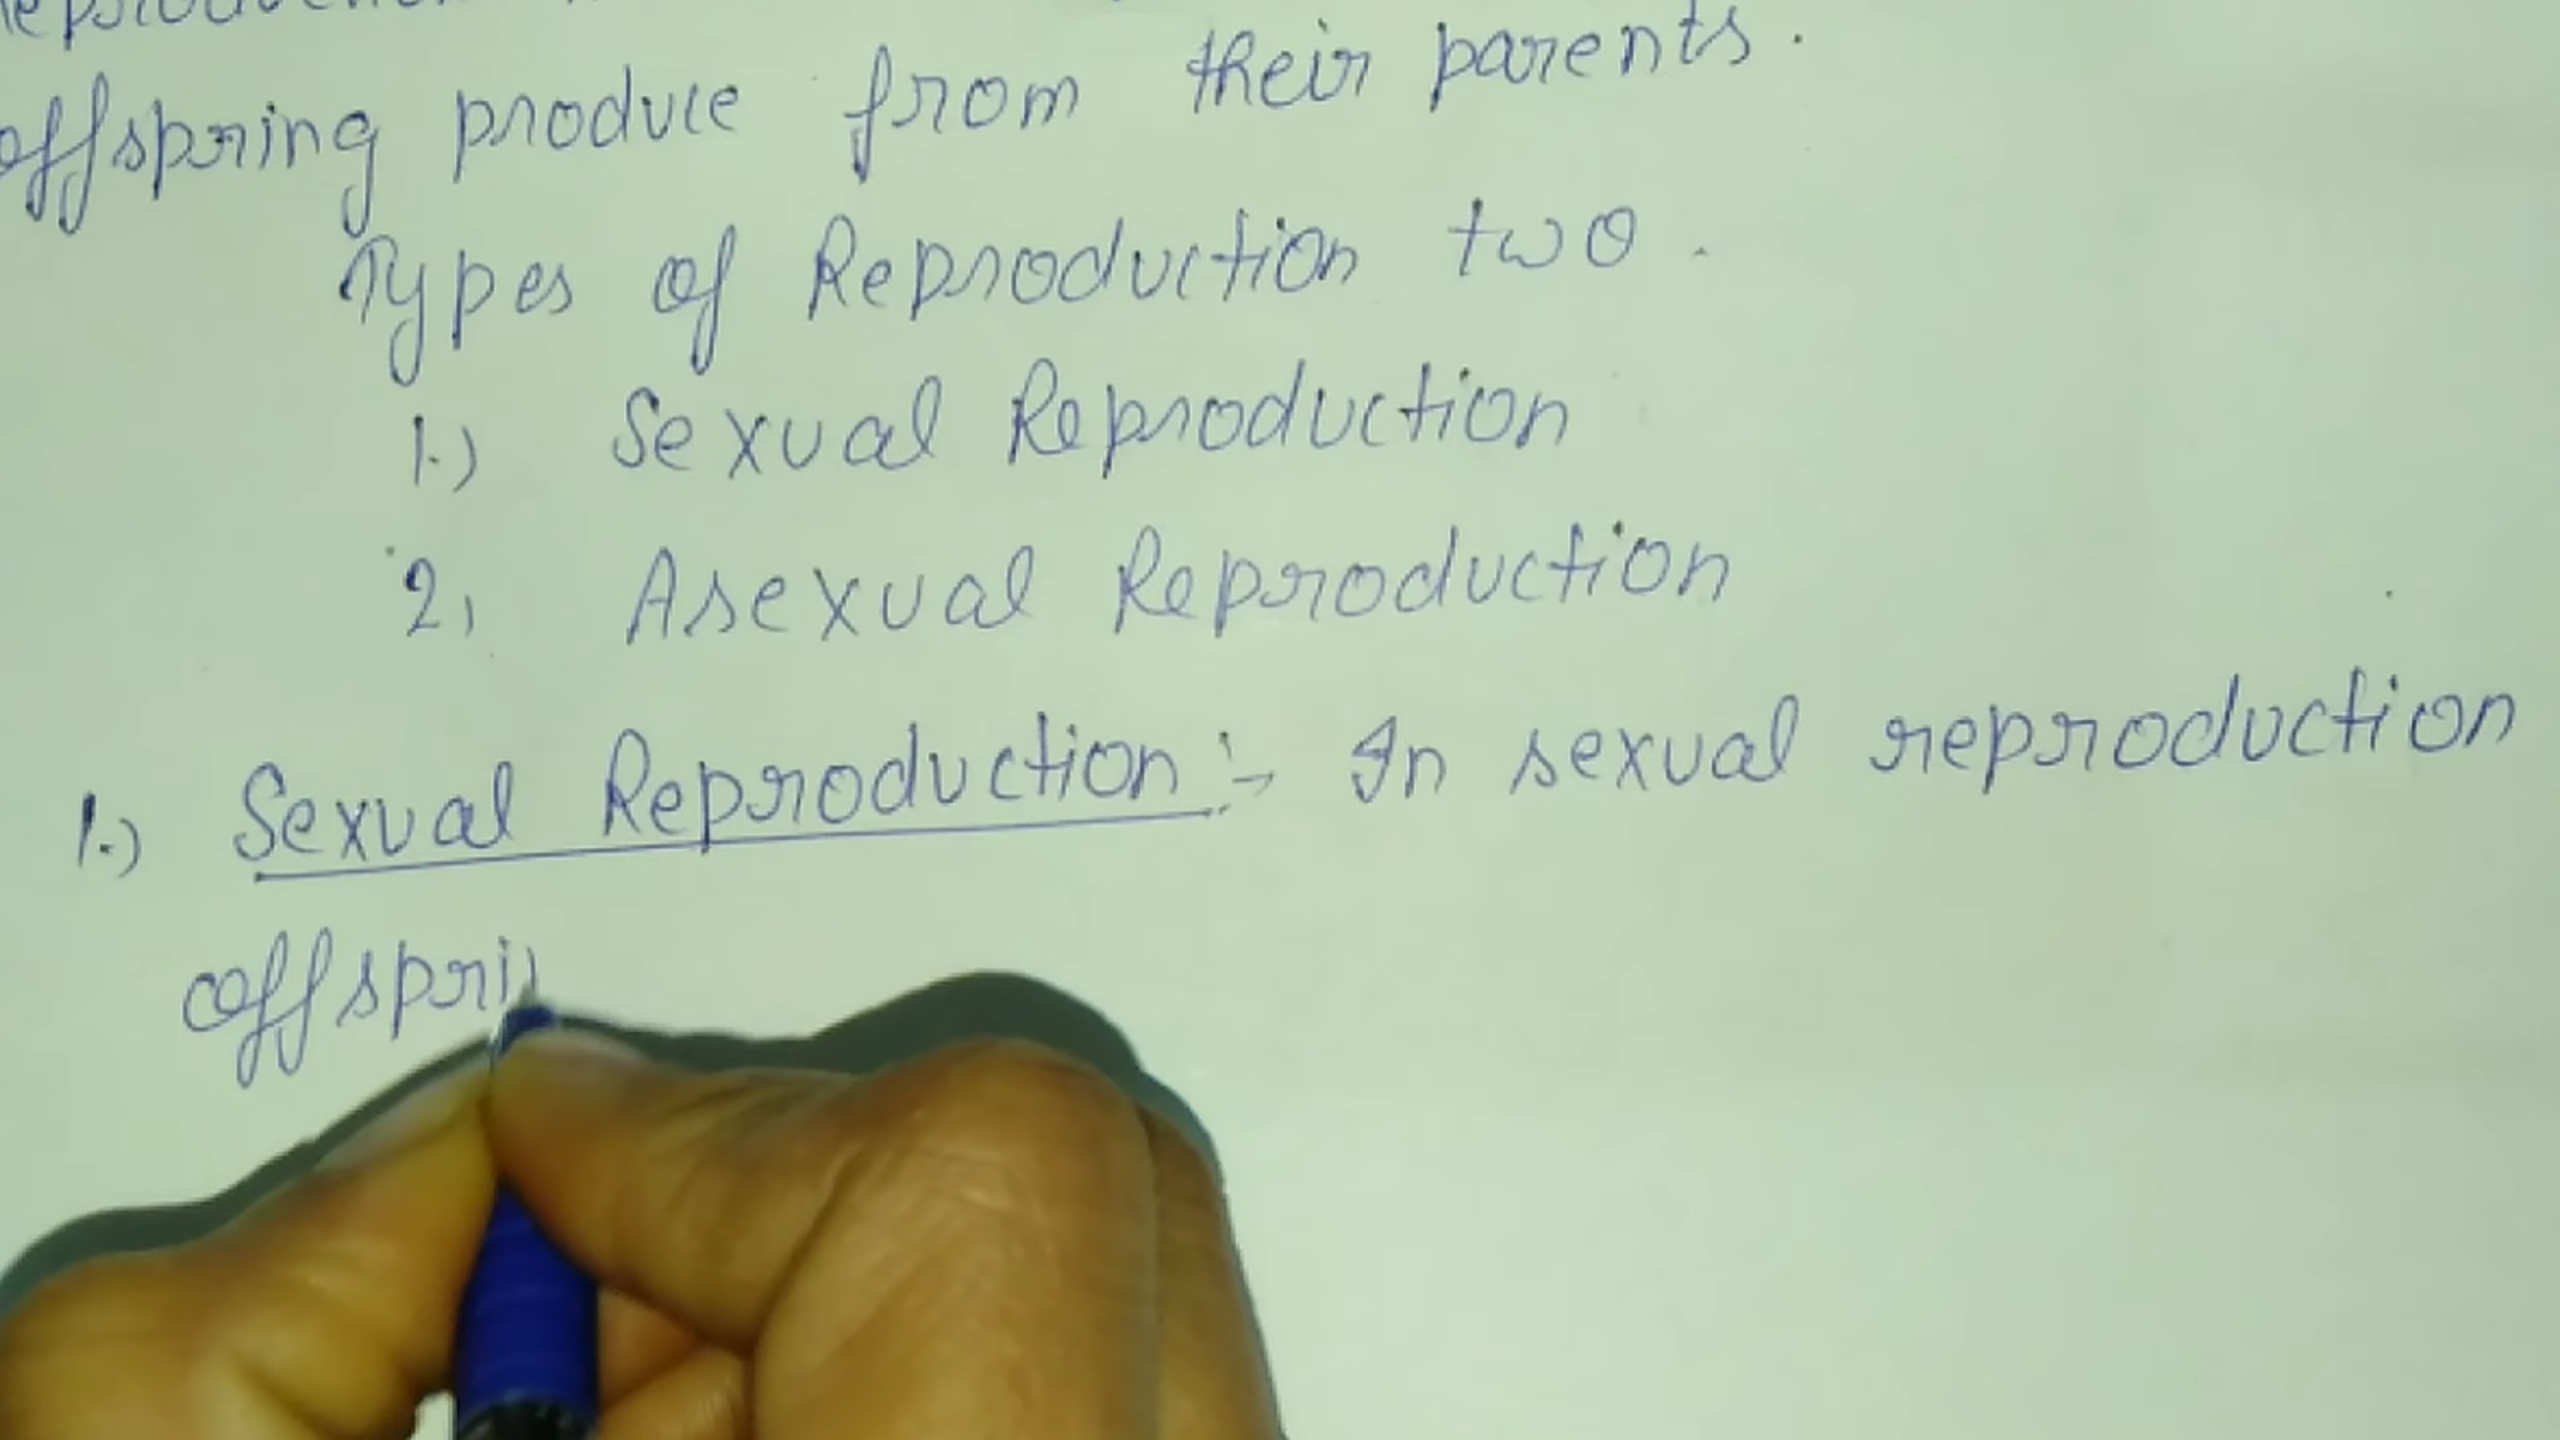 offspring produce from their parents.
Types of Reproduction two.
1.) Sexual Reproduction
2, Asexual Reproduction
1.) Sexual Reproduction :- In sexual reproduction
offspri